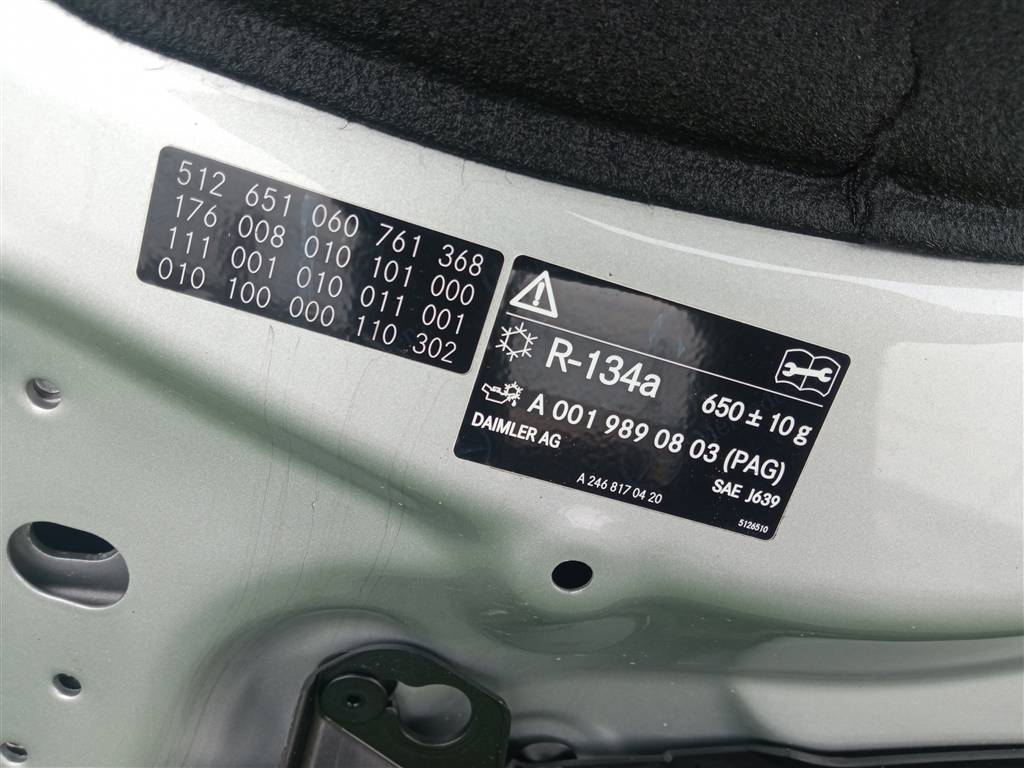 512 651 060 761 368
176 008 010 101 000
111 001 010 011 001
010 100 000 110 302
R-134a 650 ± 10 g
A 001 989 08 03 (PAG)
DAIMLER AG SAE J639
A 246 817 04 20
5126510